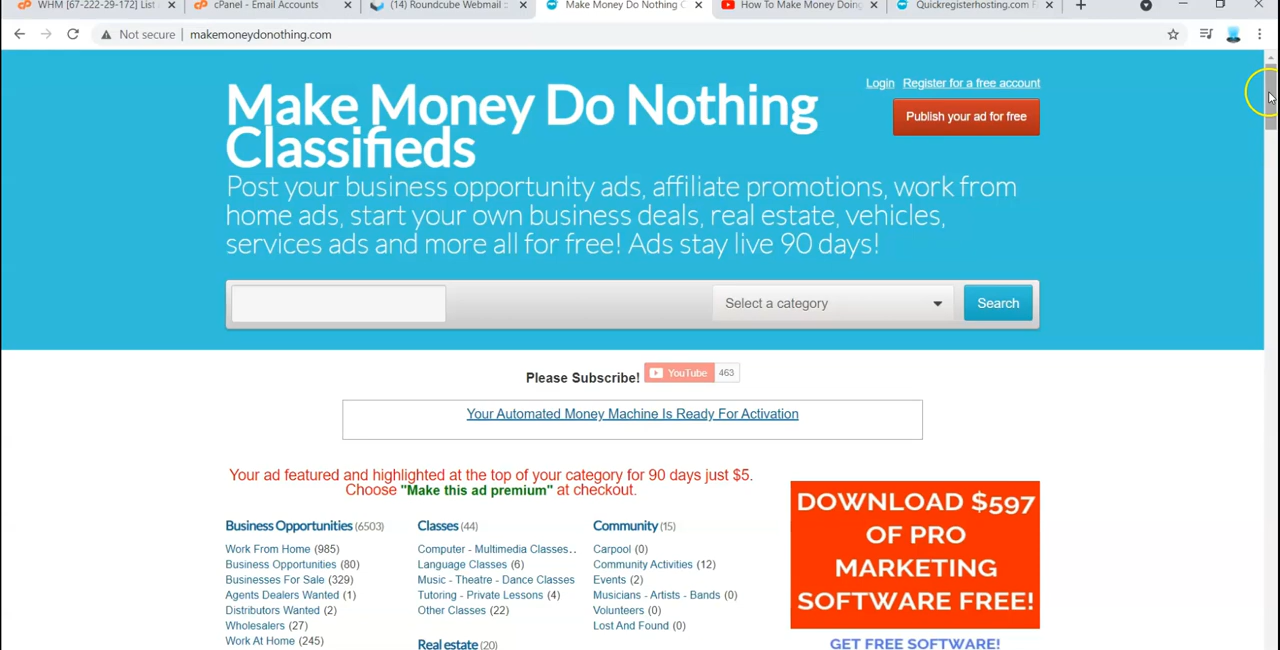 WHM [67-222-29-172] List A
cPanel - Email Accounts
(14) Roundcube Webmail ::
Make Money Do Nothing C
How To Make Money Doing
Quickregisterhosting.com F
Not secure | makemoneydonothing.com
Login Register for a free account
Make Money Do Nothing
Classifieds
Publish your ad for free
Post your business opportunity ads, affiliate promotions, work from
home ads, start your own business deals, real estate, vehicles,
services ads and more all for free! Ads stay live 90 days!
Select a category
Search
Please Subscribe! YouTube 463
Your Automated Money Machine Is Ready For Activation
Your ad featured and highlighted at the top of your category for 90 days just $5.
Choose "Make this ad premium" at checkout.
Business Opportunities (6503)
Work From Home (985)
Business Opportunities (80)
Businesses For Sale (329)
Agents Dealers Wanted (1)
Distributors Wanted (2)
Wholesalers (27)
Work At Home (245)
Classes (44)
Computer - Multimedia Classes..
Language Classes (6)
Music - Theatre - Dance Classes
Tutoring - Private Lessons (4)
Other Classes (22)
Real estate (20)
Community (15)
Carpool (0)
Community Activities (12)
Events (2)
Musicians - Artists - Bands (0)
Volunteers (0)
Lost And Found (0)
DOWNLOAD $597
OF PRO
MARKETING
SOFTWARE FREE!
GET FREE SOFTWARE!